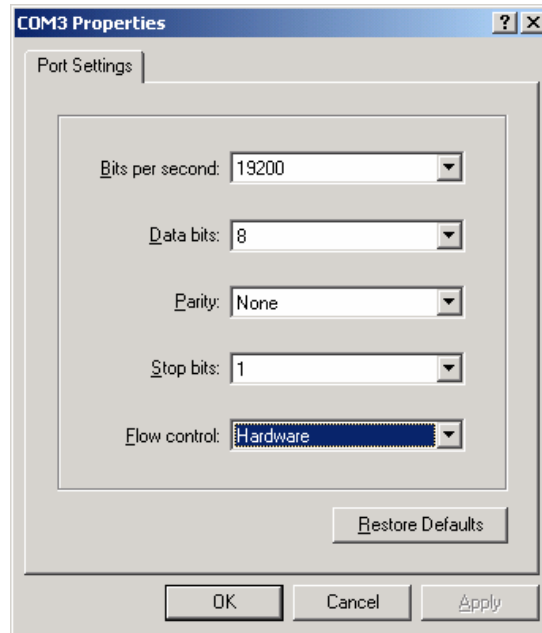 COM3 Properties
Port Settings
Bits per second: 19200
Data bits: 8
Parity: None
Stop bits: 1
Flow control: Hardware
Restore Defaults
OK Cancel Apply